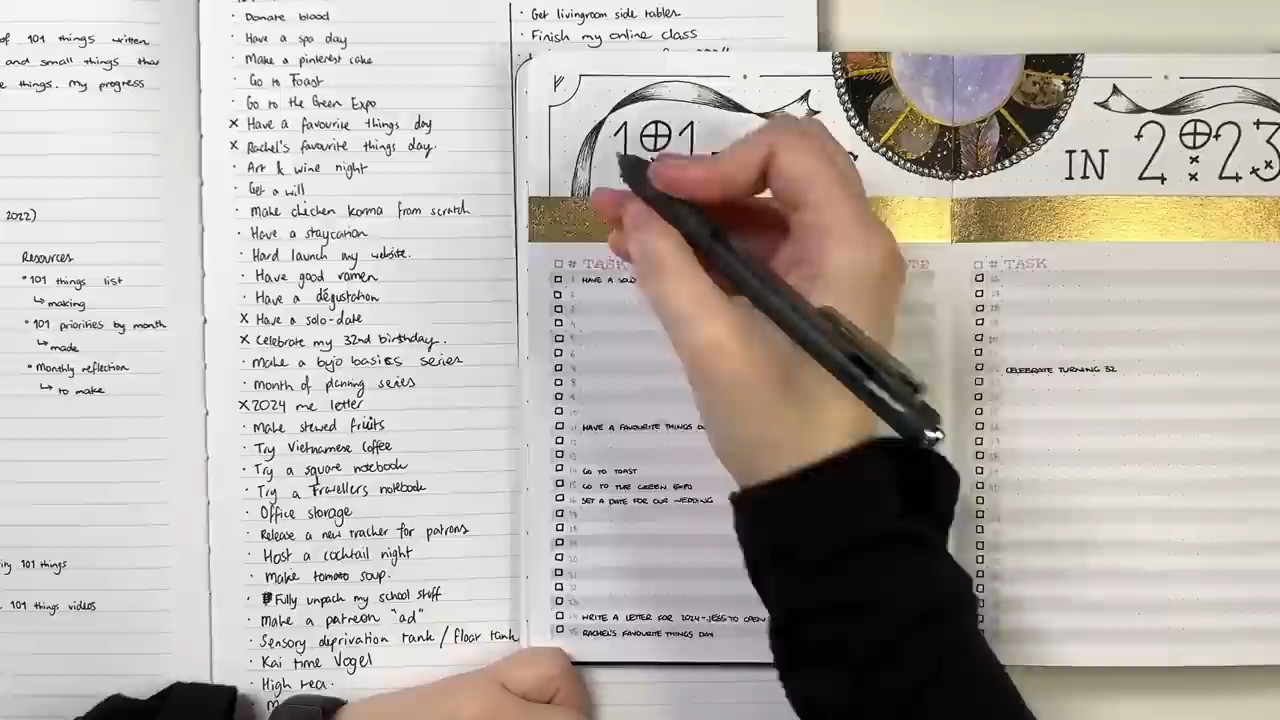 of 101 things written
and small things that
things. my progress
2022)
Resources
• 101 things list
↳ making
• 101 priorities by month
↳ made
• Monthly reflection
↳ to make
101 things
101 things videos
· Donate blood
· Have a spa day
· Make a pinterest cake
· Go to Toast
· Go to the Green Expo
x Have a favourite things day
x Rachel's favourite things day.
· Art & wine night
· Get a will
· Make chicken korma from scratch
· Have a staycation
· Hard launch my website.
· Have good ramen
· Have a dégustation
x Have a solo-date
x Celebrate my 32nd birthday.
· Make a bujo basics series
· month of planning series
x 2024 me letter
· Make stewed fruits
· Try Vietnamese coffee
· Try a square notebook
· Try a Travellers notebook
· Office storage
· Release a new tracker for patrons
· Host a cocktail night
· Make tomato soup.
· Fully unpack my school stuff
· Make a patreon "ad"
· Sensory deprivation tank / float tank
· Kai time Vogel
· High tea.
· Get livingroom side tables
· Finish my online class
101
IN 2023
# TASK
1 HAVE A SOLO
11 HAVE A FAVOURITE THINGS
14 GO TO TOAST
15 GO TO THE GREEN EXPO
16 SET A DATE FOR OUR WEDDING
24 WRITE A LETTER FOR 2024-JESS TO OPEN
25 RACHEL'S FAVOURITE THINGS DAY
# TASK
CELEBRATE TURNING 32